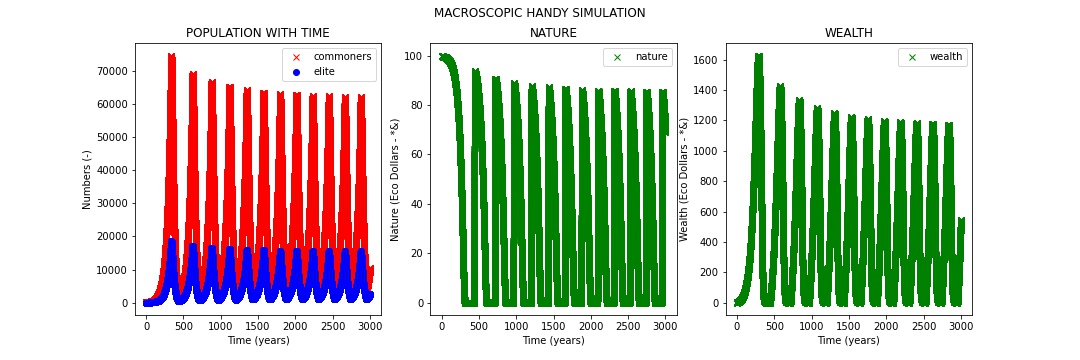 MACROSCOPIC HANDY SIMULATION
POPULATION WITH TIME
commoners
elite
70000
60000
50000
40000
30000
20000
10000
0
Numbers (-)
0 500 1000 1500 2000 2500 3000
Time (years)
NATURE
nature
100
80
60
40
20
0
Nature (Eco Dollars - *&)
0 500 1000 1500 2000 2500 3000
Time (years)
WEALTH
wealth
1600
1400
1200
1000
800
600
400
200
0
Wealth (Eco Dollars - *&)
0 500 1000 1500 2000 2500 3000
Time (years)